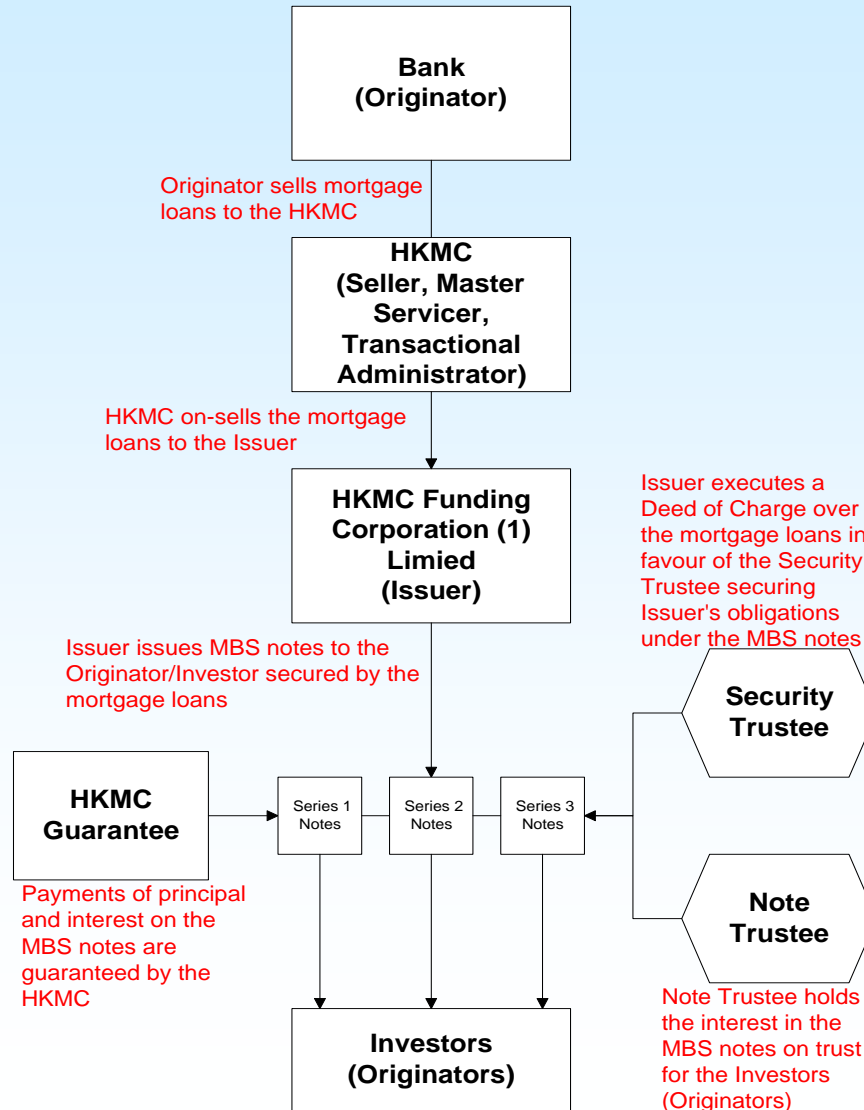 Bank
(Originator)
Originator sells mortgage
loans to the HKMC
HKMC
(Seller, Master
Servicer,
Transactional
Administrator)
HKMC on-sells the mortgage
loans to the Issuer
HKMC Funding
Corporation (1)
Limied
(Issuer)
Issuer executes a
Deed of Charge over
the mortgage loans in
favour of the Security
Trustee securing
Issuer's obligations
under the MBS notes
Issuer issues MBS notes to the
Originator/Investor secured by the
mortgage loans
Security
Trustee
HKMC
Guarantee
Series 1
Notes
Series 2
Notes
Series 3
Notes
Payments of principal
and interest on the
MBS notes are
guaranteed by the
HKMC
Note
Trustee
Note Trustee holds
the interest in the
MBS notes on trust
for the Investors
(Originators)
Investors
(Originators)